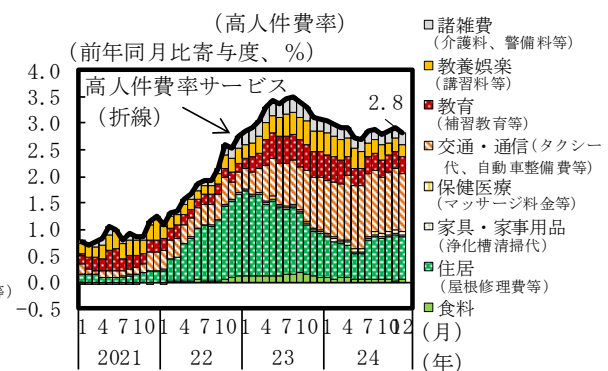 (高人件費率)
(前年同月比寄与度、%)
高人件費率サービス
(折線)
2.8
4.0
3.5
3.0
2.5
2.0
1.5
1.0
0.5
0.0
-0.5
1 4 7 10 1 4 7 10 1 4 7 10 1 4 7 10 12 (月)
2021 22 23 24 (年)
諸雑費
(介護料、警備料等)
教養娯楽
(講習料等)
教育
(補習教育等)
交通・通信(タクシー
代、自動車整備費等)
保健医療
(マッサージ料金等)
家具・家事用品
(浄化槽清掃代)
住居
(屋根修理費等)
食料
等)